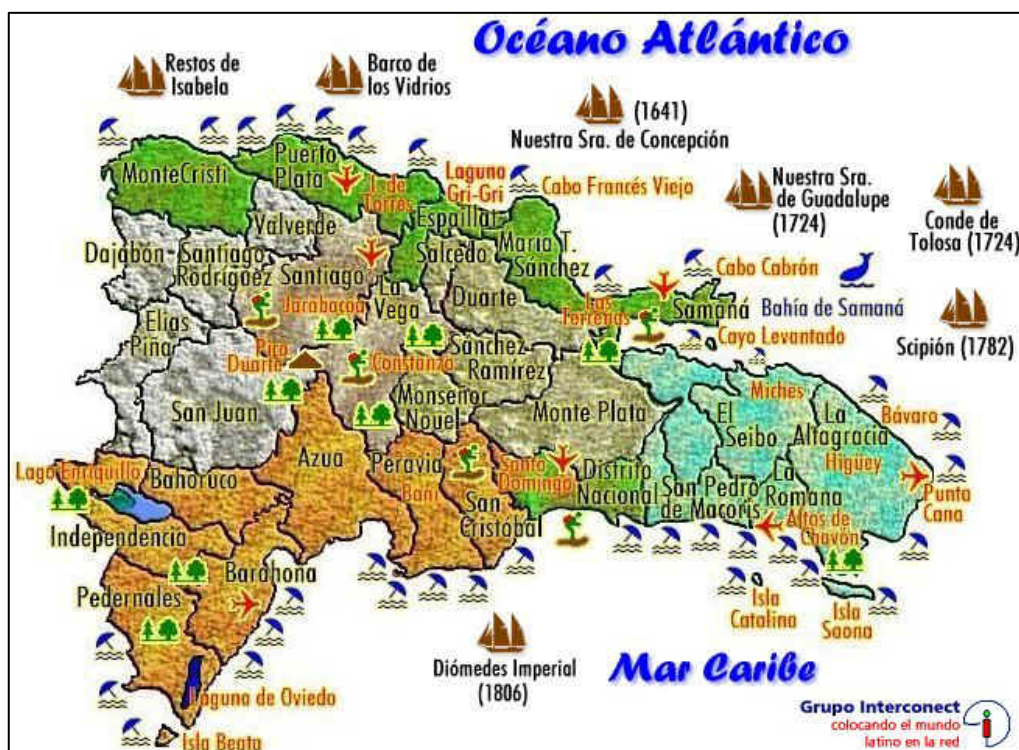 Océano Atlántico
Restos de
Isabela
Barco de
los Vidrios
(1641)
Nuestra Sra. de Concepción
Nuestra Sra.
de Guadalupe
(1724)
Conde de
Tolosa (1724)
MonteCristi
Puerto
Plata
L. de
Torres
Laguna
Gri-Gri
Cabo Francés Viejo
Espaillat
Valverde
Dajabón
Santiago
Rodríguez
Santiago
Salcedo
María T.
Sánchez
Cabo Cabrón
Jarabacoa
La
Vega
Duarte
Las
Terrenas
Samaná
Bahía de Samaná
Elías
Piña
Cayo Levantado
Scipión (1782)
Pico
Duarte
Constanza
Sánchez
Ramírez
Miches
San Juan
Monseñor
Nouel
Monte Plata
El
Seibo
La
Altagracia
Bávaro
Azua
Peravia
Higüey
Lago Enriquillo
Bahoruco
Baní
Santo
Domingo
Distrito
Nacional
San Pedro
de Macorís
La
Romana
Punta
Cana
San
Cristóbal
Altos de
Chavón
Independencia
Barahona
Pedernales
Isla
Catalina
Isla
Saona
Diómedes Imperial
(1806)
Mar Caribe
Laguna de Oviedo
Isla Beata
Grupo Interconect
colocando el mundo
latino en la red